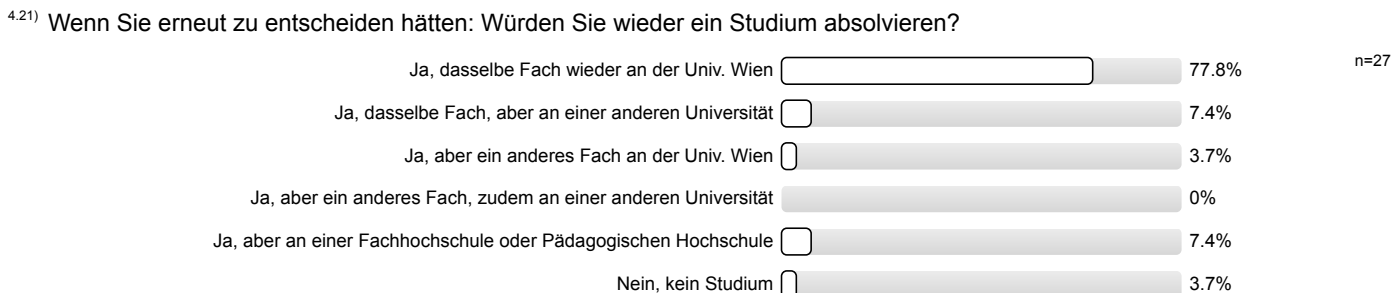 4.21) Wenn Sie erneut zu entscheiden hätten: Würden Sie wieder ein Studium absolvieren?
Ja, dasselbe Fach wieder an der Univ. Wien 77.8% n=27
Ja, dasselbe Fach, aber an einer anderen Universität 7.4%
Ja, aber ein anderes Fach an der Univ. Wien 3.7%
Ja, aber ein anderes Fach, zudem an einer anderen Universität 0%
Ja, aber an einer Fachhochschule oder Pädagogischen Hochschule 7.4%
Nein, kein Studium 3.7%